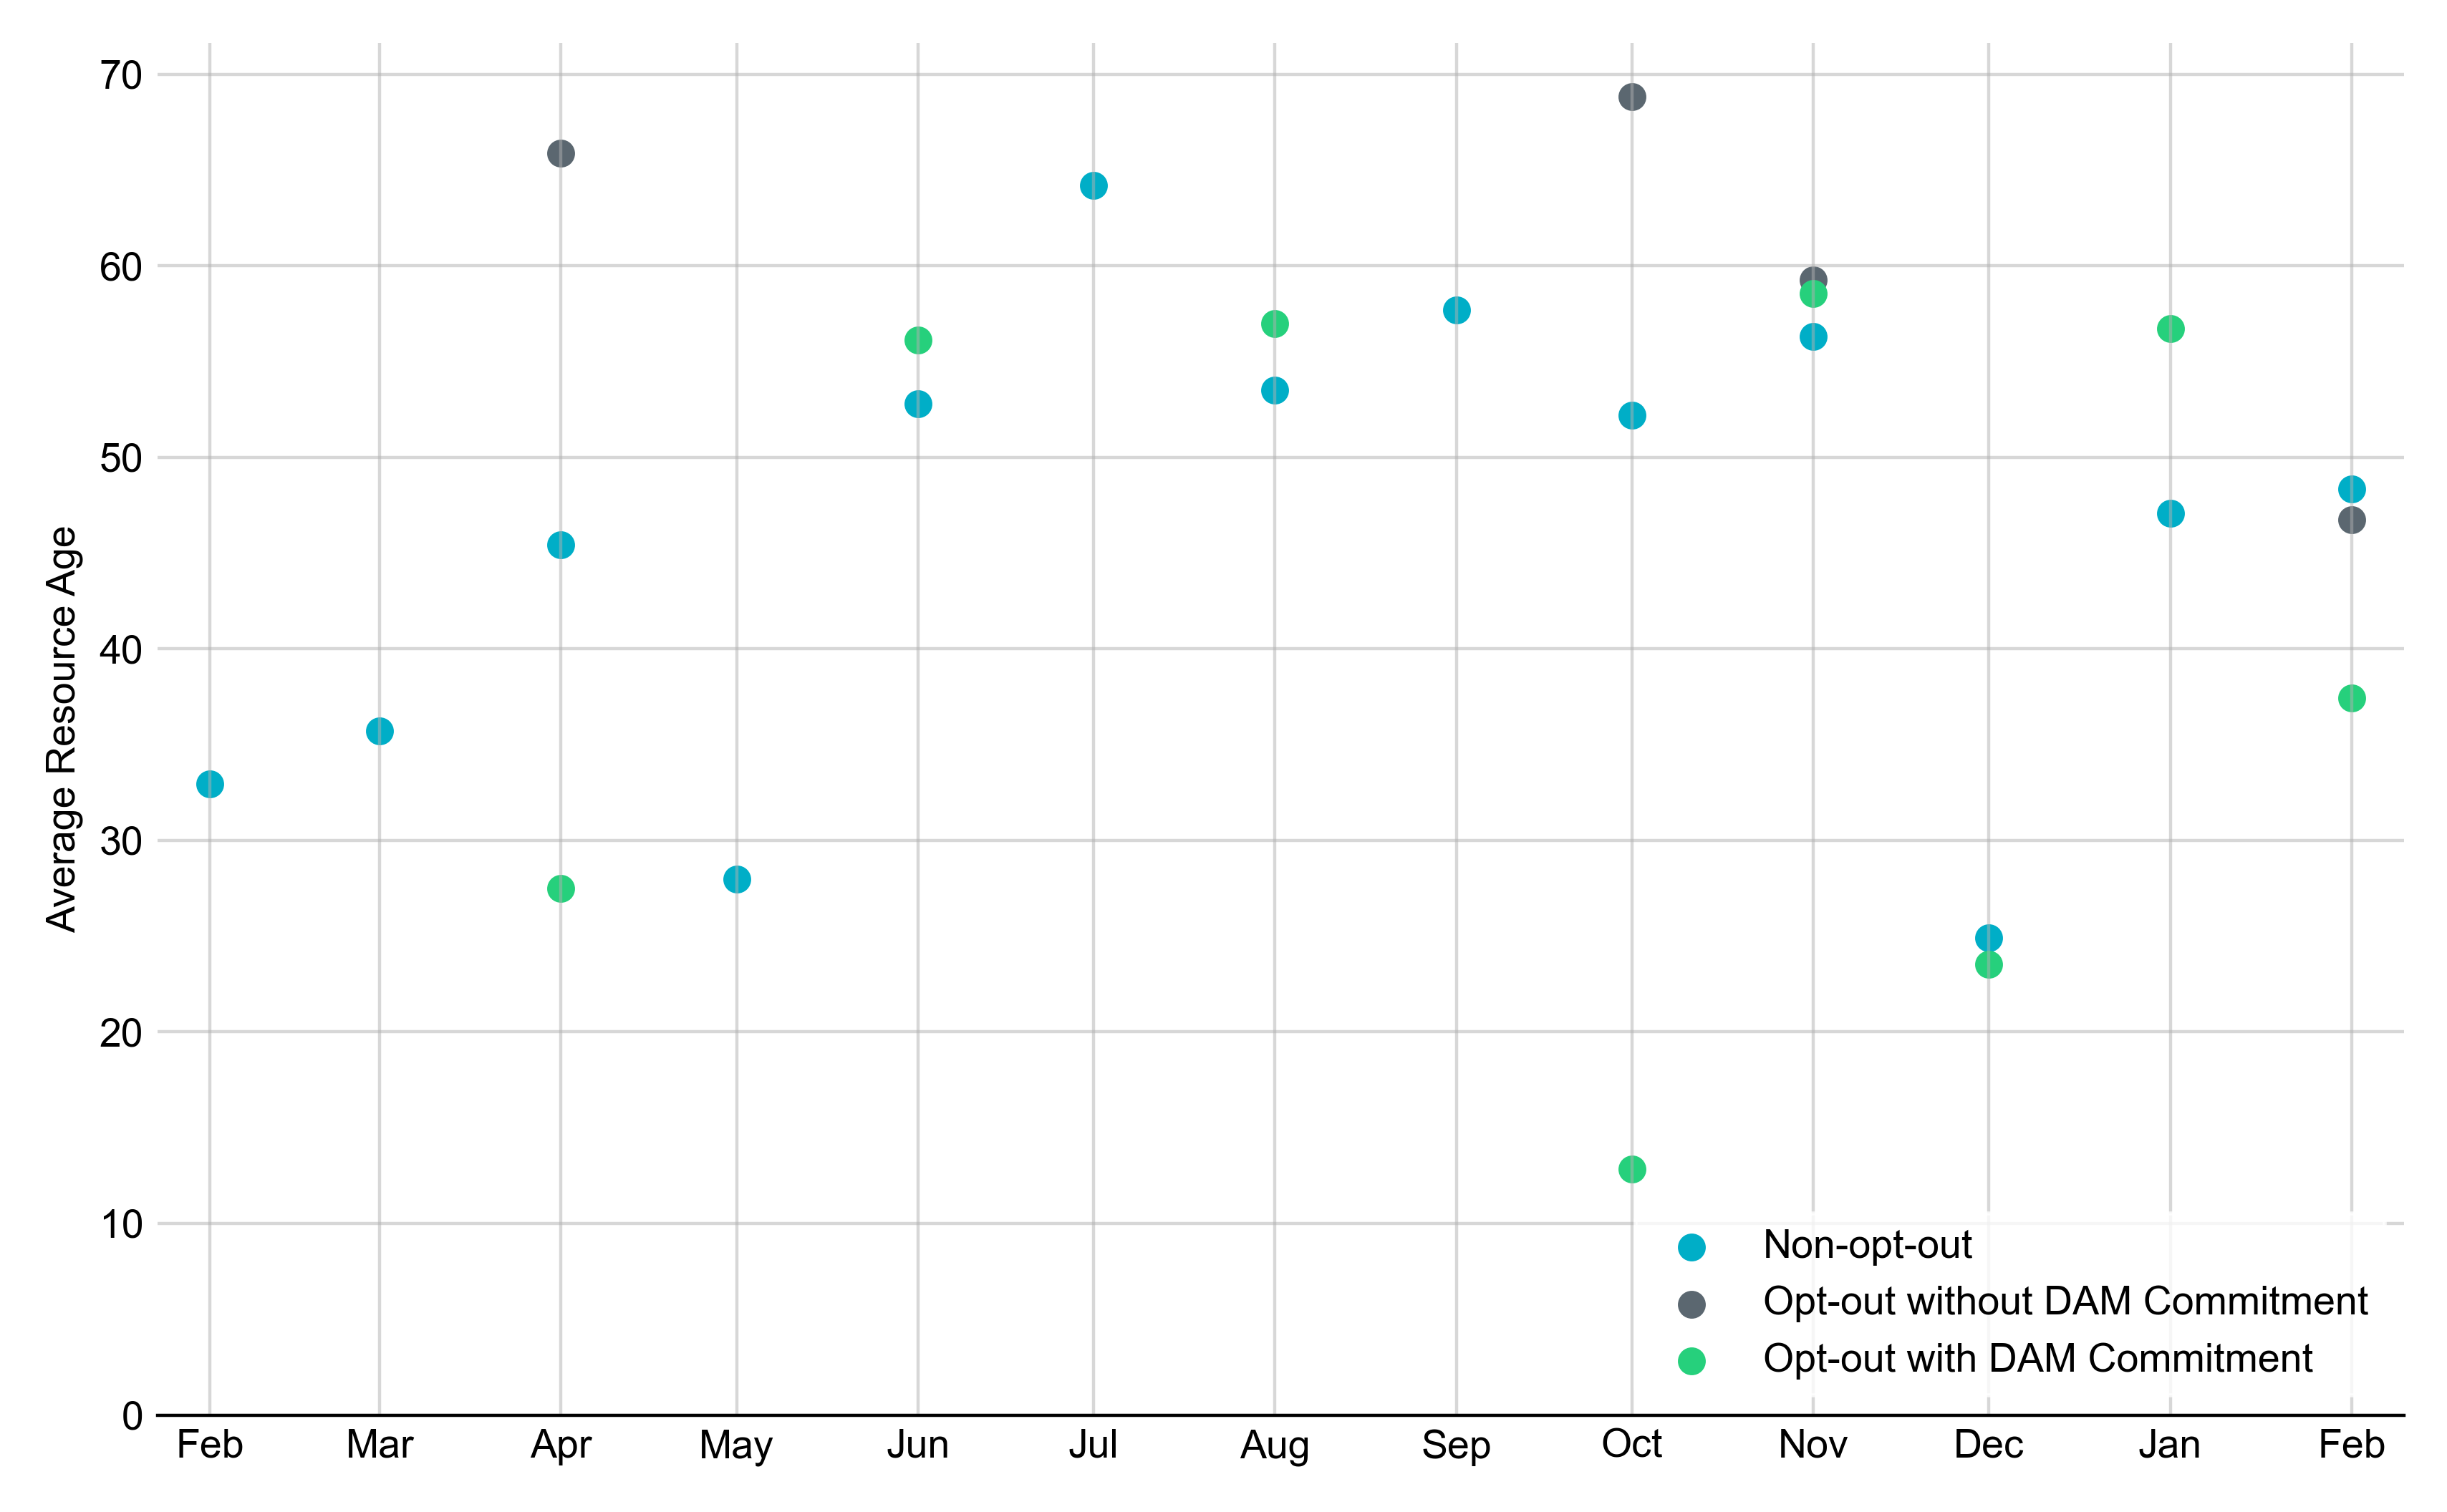 70
60
50
40
30
20
10
0
Average Resource Age
Feb Mar Apr May Jun Jul Aug Sep Oct Nov Dec Jan Feb
Non-opt-out
Opt-out without DAM Commitment
Opt-out with DAM Commitment